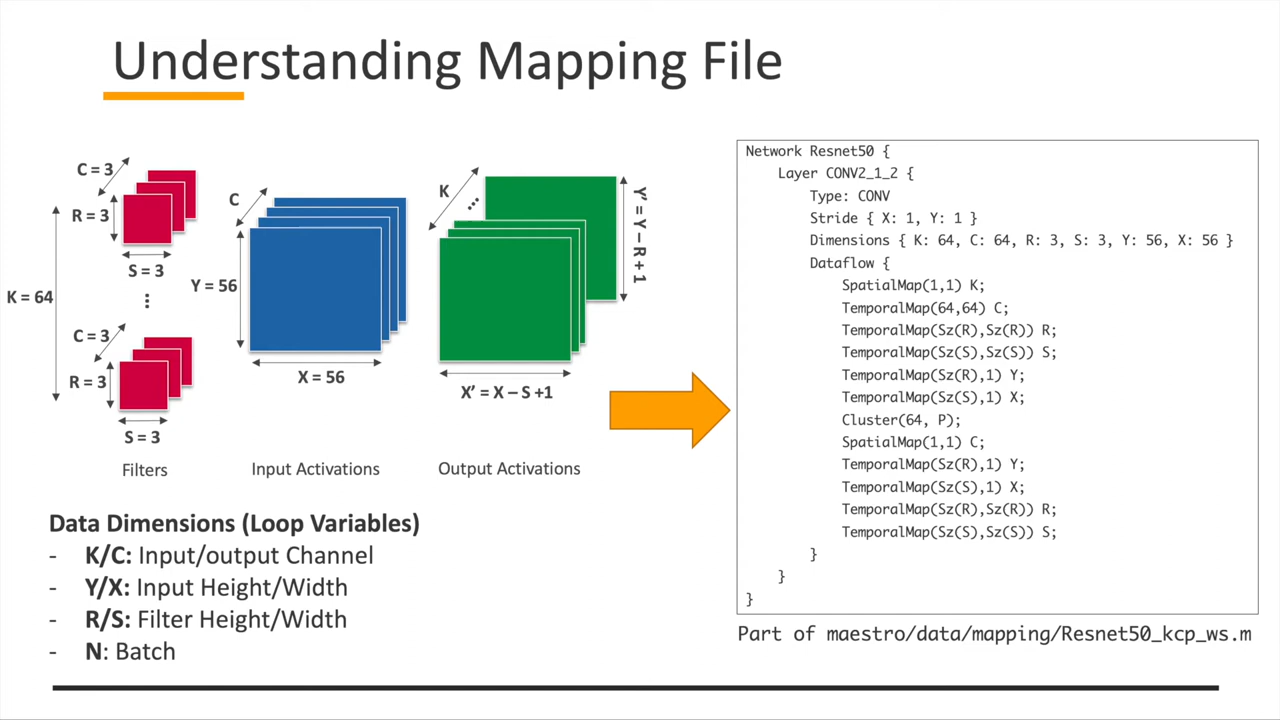 Understanding Mapping File
C = 3
R = 3
S = 3
⋮
K = 64
C = 3
R = 3
S = 3
Filters
C
Y = 56
X = 56
Input Activations
K
...
Y' = Y – R + 1
X' = X – S +1
Output Activations
Data Dimensions (Loop Variables)
- K/C: Input/output Channel
- Y/X: Input Height/Width
- R/S: Filter Height/Width
- N: Batch
Network Resnet50 {
Layer CONV2_1_2 {
Type: CONV
Stride { X: 1, Y: 1 }
Dimensions { K: 64, C: 64, R: 3, S: 3, Y: 56, X: 56 }
Dataflow {
SpatialMap(1,1) K;
TemporalMap(64,64) C;
TemporalMap(Sz(R),Sz(R)) R;
TemporalMap(Sz(S),Sz(S)) S;
TemporalMap(Sz(R),1) Y;
TemporalMap(Sz(S),1) X;
Cluster(64, P);
SpatialMap(1,1) C;
TemporalMap(Sz(R),1) Y;
TemporalMap(Sz(S),1) X;
TemporalMap(Sz(R),Sz(R)) R;
TemporalMap(Sz(S),Sz(S)) S;
}
}
}
Part of maestro/data/mapping/Resnet50_kcp_ws.m